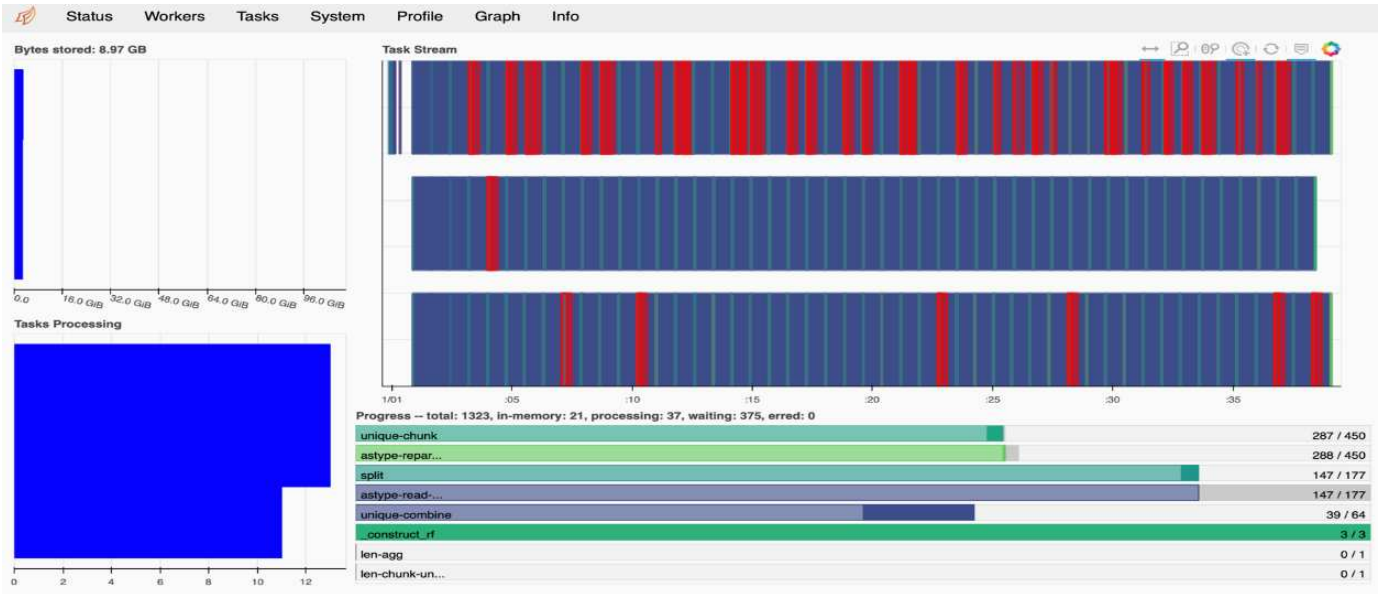 Status Workers Tasks System Profile Graph Info
Bytes stored: 8.97 GB
0.0 16.0 GiB 32.0 GiB 48.0 GiB 64.0 GiB 80.0 GiB 96.0 GiB
Tasks Processing
0 2 4 6 8 10 12
Task Stream
1/01 :05 :10 :15 :20 :25 :30 :35
Progress -- total: 1323, in-memory: 21, processing: 37, waiting: 375, erred: 0
unique-chunk 287 / 450
astype-repar... 288 / 450
split 147 / 177
astype-read-... 147 / 177
unique-combine 39 / 64
_construct_rf 3 / 3
len-agg 0 / 1
len-chunk-un... 0 / 1